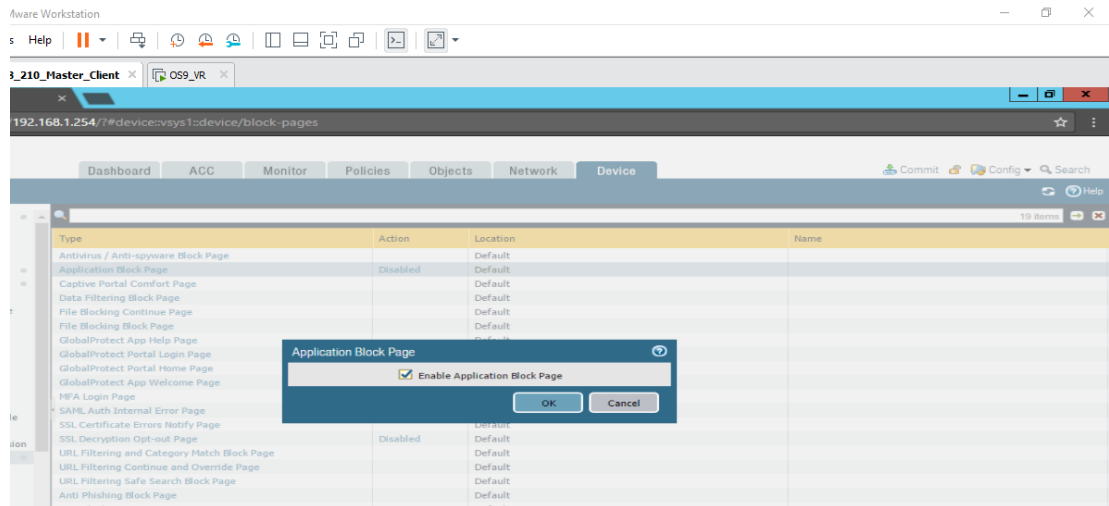 Mware Workstation
s Help
3_210_Master_Client × OS9_VR ×
192.168.1.254/?#device::vsys1::device/block-pages
Dashboard ACC Monitor Policies Objects Network Device Commit Config Search
Help
19 items
Type Action Location Name
Antivirus / Anti-spyware Block Page Default
Application Block Page Disabled Default
Captive Portal Comfort Page Default
Data Filtering Block Page Default
File Blocking Continue Page Default
File Blocking Block Page Default
GlobalProtect App Help Page Default
GlobalProtect Portal Login Page
GlobalProtect Portal Home Page
GlobalProtect App Welcome Page
MFA Login Page
SAML Auth Internal Error Page
SSL Certificate Errors Notify Page Default
SSL Decryption Opt-out Page Disabled Default
URL Filtering and Category Match Block Page Default
URL Filtering Continue and Override Page Default
URL Filtering Safe Search Block Page Default
Anti Phishing Block Page Default
Application Block Page
Enable Application Block Page
OK Cancel